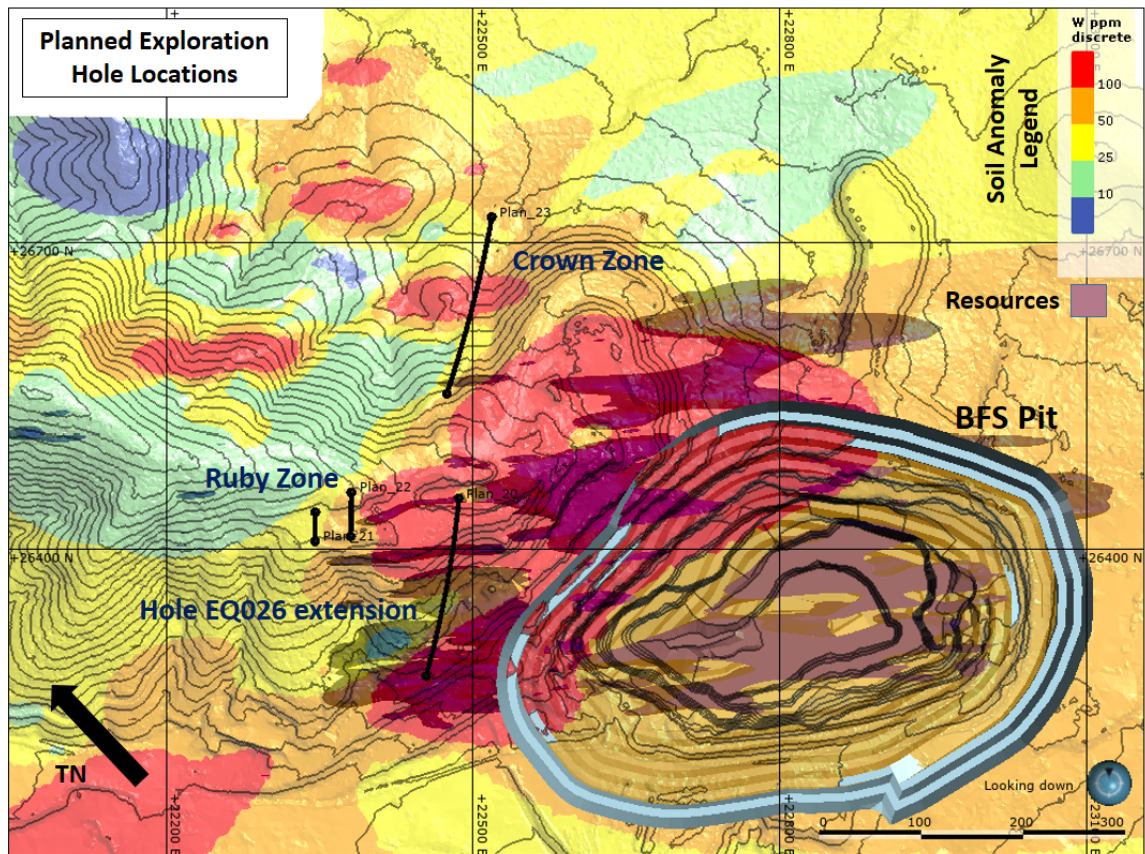 Planned Exploration
Hole Locations
+22500 E
+22800 E
W ppm
discrete
100
50
25
10
Soil Anomaly
Legend
Plan_23
+26700 N
+26700 N
Crown Zone
Resources
BFS Pit
Ruby Zone
Plan_22
Plan_20
Plan_21
+26400 N
+26400 N
Hole EQ026 extension
TN
Looking down
+22200 E
+22500 E
+22800 E
+23100 E
0
100
200
300